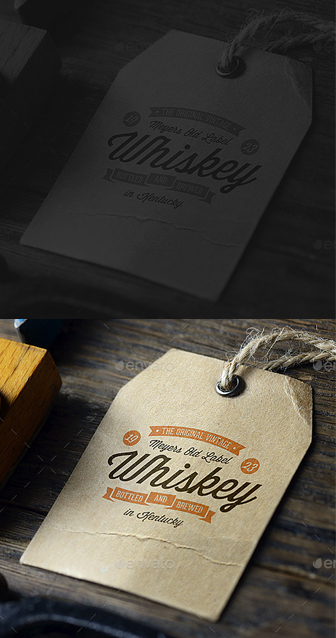 19
THE ORIGINAL VINTAGE
Meyers Old Label
23
Whiskey
BOTTLED AND BREWED
in Kentucky
19
THE ORIGINAL VINTAGE
Meyers Old Label
23
Whiskey
BOTTLED AND BREWED
in Kentucky